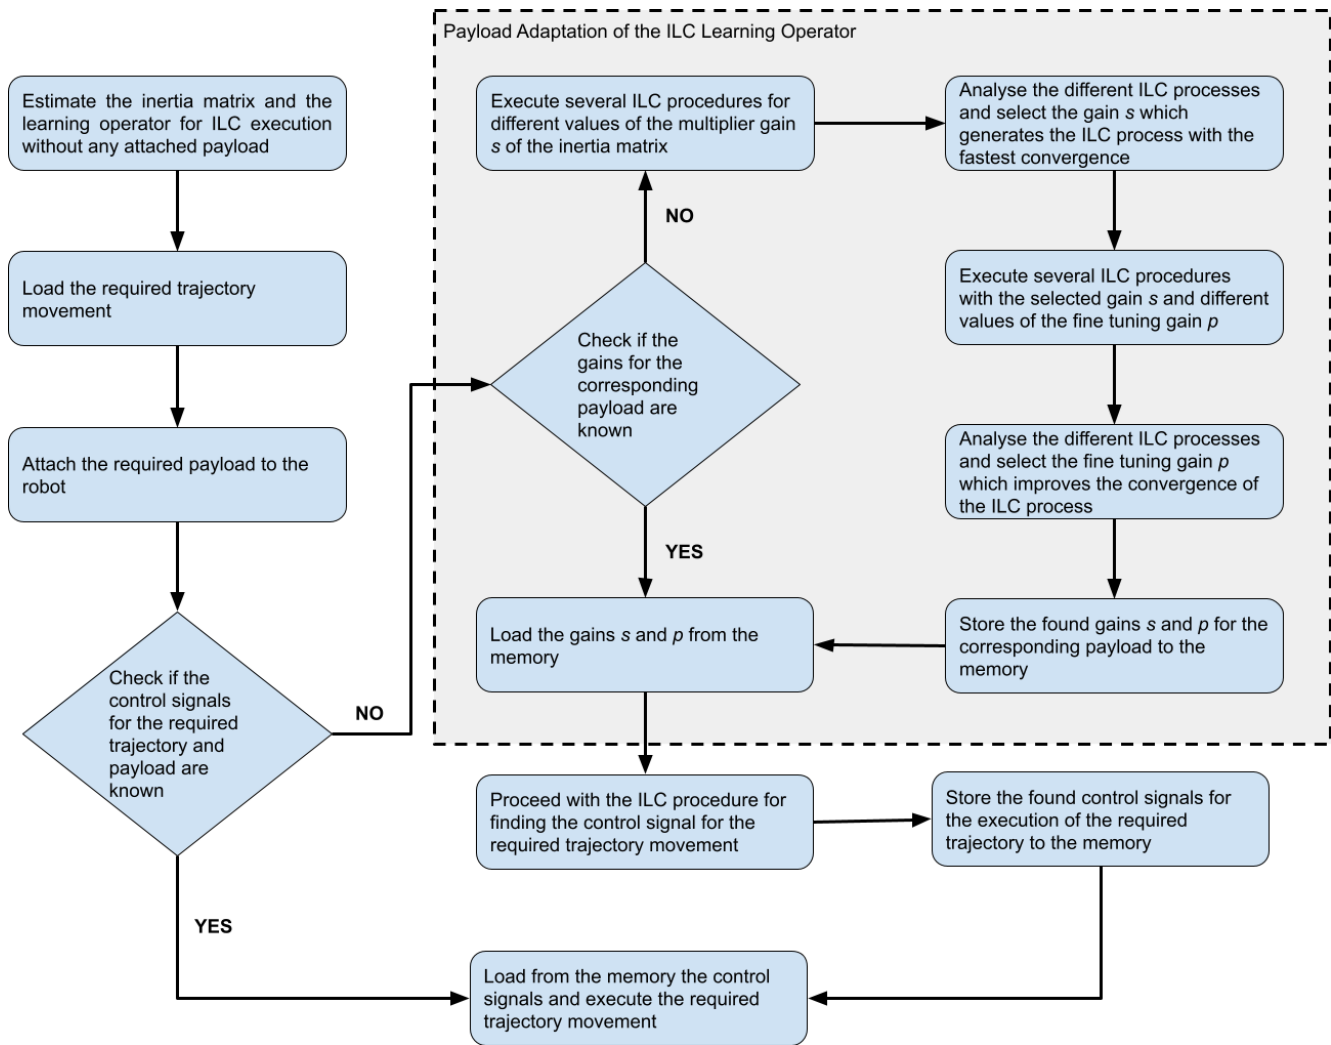 Payload Adaptation of the ILC Learning Operator
Estimate the inertia matrix and the
learning operator for ILC execution
without any attached payload
Load the required trajectory
movement
Attach the required payload to the
robot
Check if the
control signals
for the required
trajectory and
payload are
known
NO
YES
Check if the
gains for the
corresponding
payload are
known
NO
YES
Execute several ILC procedures for
different values of the multiplier gain
s of the inertia matrix
Analyse the different ILC processes
and select the gain s which
generates the ILC process with the
fastest convergence
Execute several ILC procedures
with the selected gain s and different
values of the fine tuning gain p
Analyse the different ILC processes
and select the fine tuning gain p
which improves the convergence of
the ILC process
Store the found gains s and p for the
corresponding payload to the
memory
Load the gains s and p from the
memory
Proceed with the ILC procedure for
finding the control signal for the
required trajectory movement
Store the found control signals for
the execution of the required
trajectory to the memory
Load from the memory the control
signals and execute the required
trajectory movement